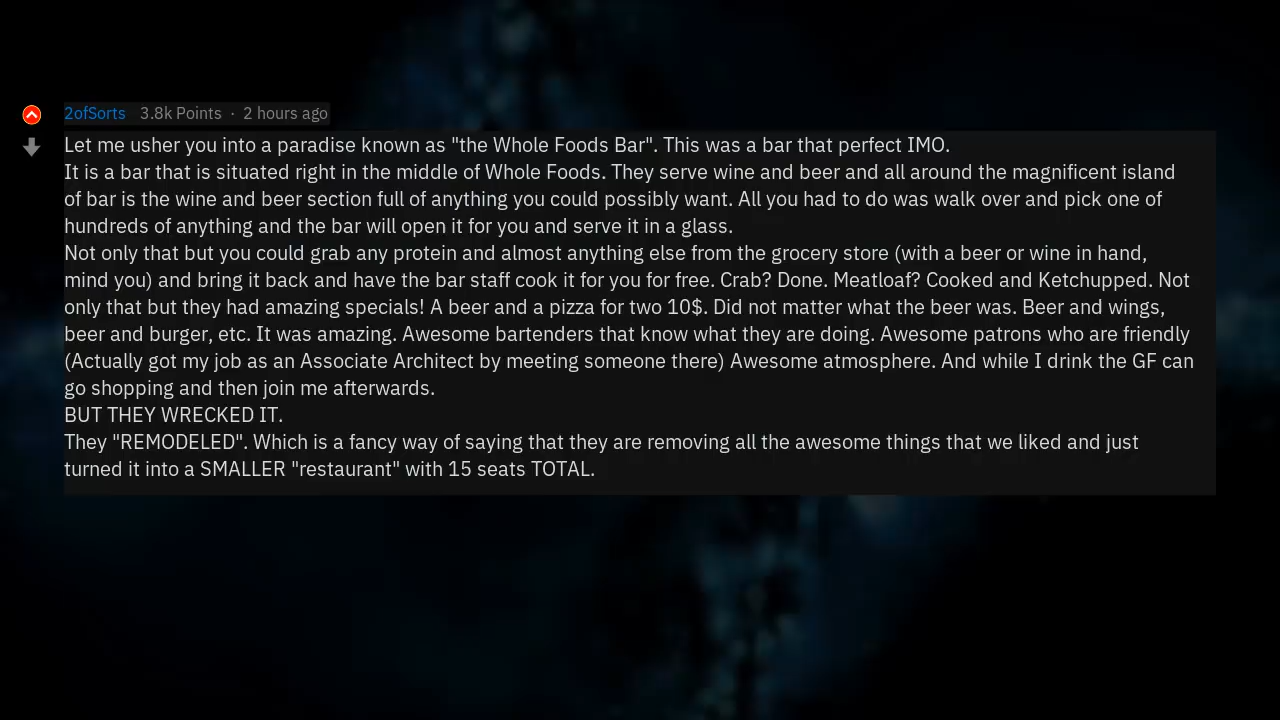 2ofSorts 3.8k Points · 2 hours ago
Let me usher you into a paradise known as "the Whole Foods Bar". This was a bar that perfect IMO.
It is a bar that is situated right in the middle of Whole Foods. They serve wine and beer and all around the magnificent island
of bar is the wine and beer section full of anything you could possibly want. All you had to do was walk over and pick one of
hundreds of anything and the bar will open it for you and serve it in a glass.
Not only that but you could grab any protein and almost anything else from the grocery store (with a beer or wine in hand,
mind you) and bring it back and have the bar staff cook it for you for free. Crab? Done. Meatloaf? Cooked and Ketchupped. Not
only that but they had amazing specials! A beer and a pizza for two 10$. Did not matter what the beer was. Beer and wings,
beer and burger, etc. It was amazing. Awesome bartenders that know what they are doing. Awesome patrons who are friendly
(Actually got my job as an Associate Architect by meeting someone there) Awesome atmosphere. And while I drink the GF can
go shopping and then join me afterwards.
BUT THEY WRECKED IT.
They "REMODELED". Which is a fancy way of saying that they are removing all the awesome things that we liked and just
turned it into a SMALLER "restaurant" with 15 seats TOTAL.